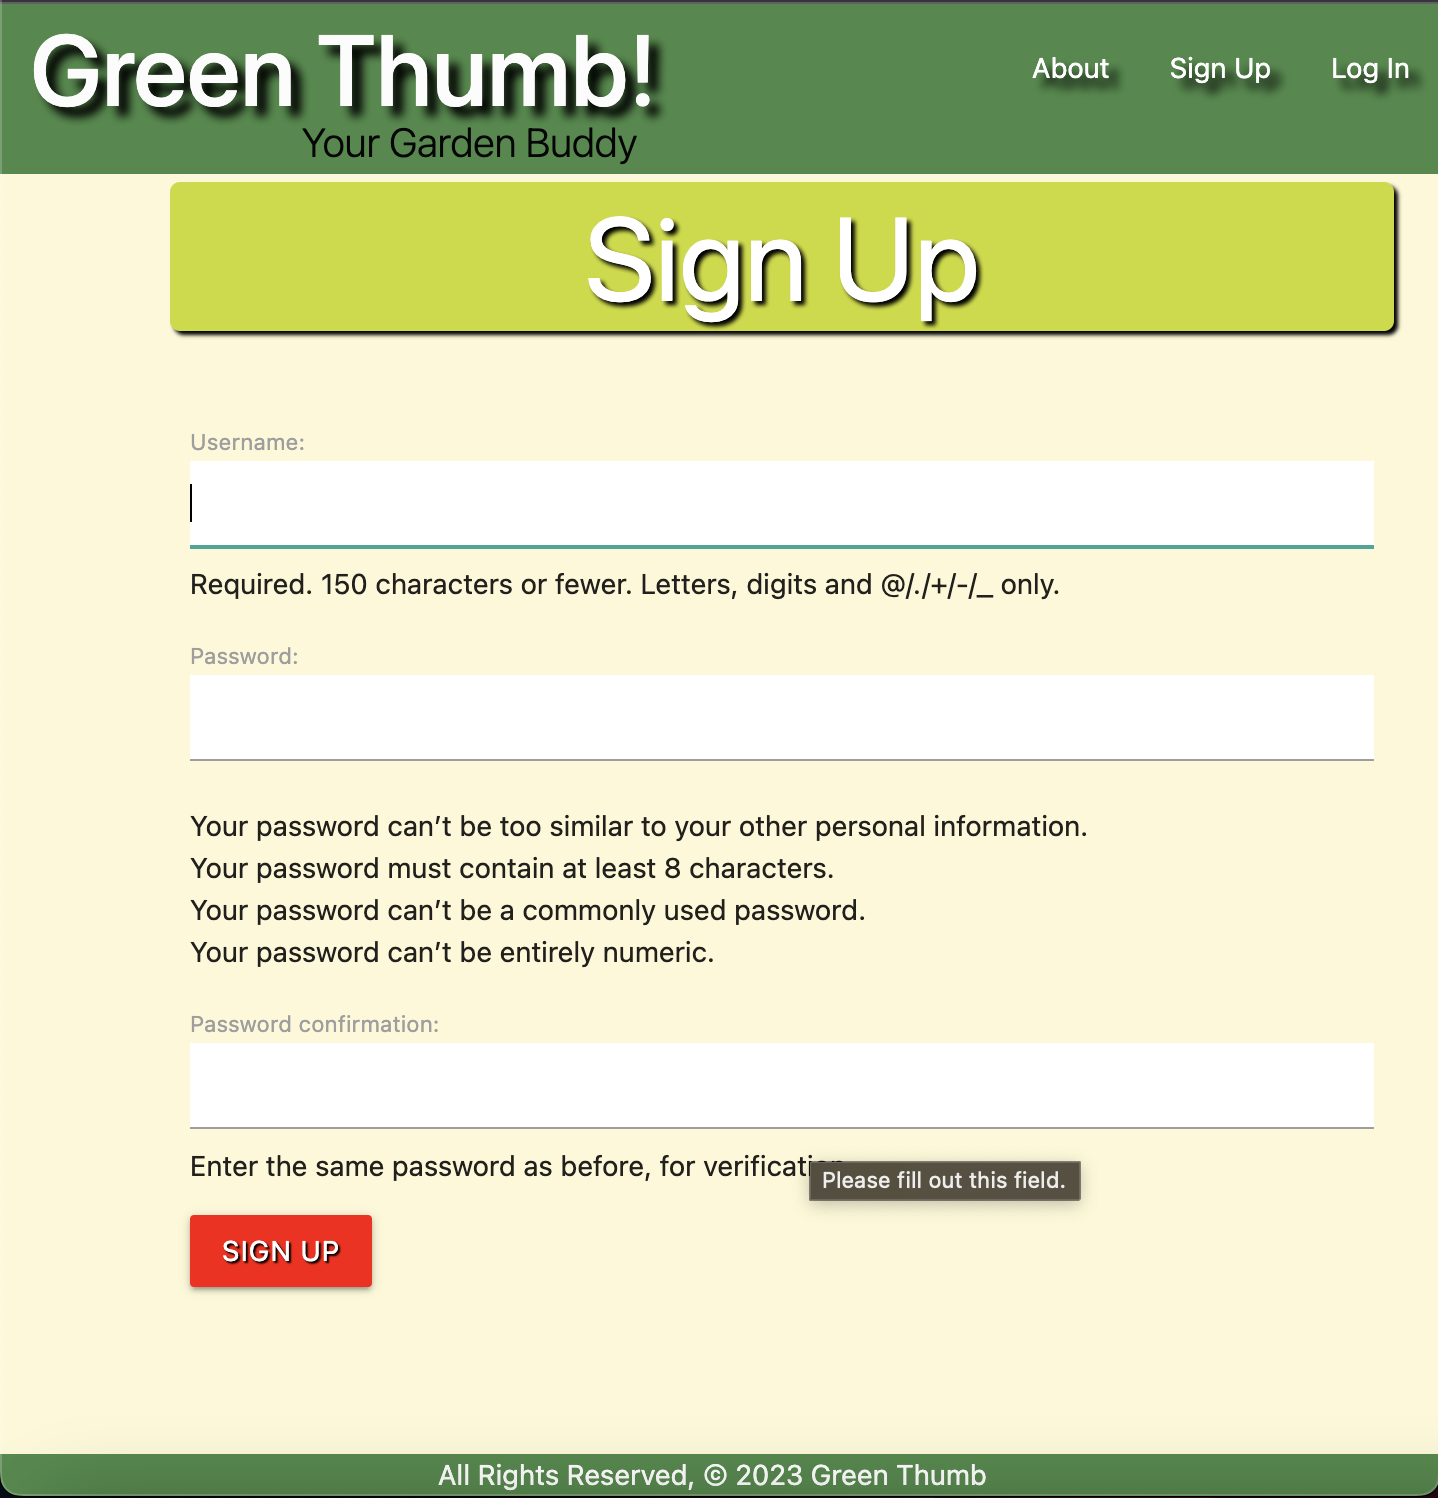 Green Thumb!
Your Garden Buddy
About
Sign Up
Log In
Sign Up
Username:
Required. 150 characters or fewer. Letters, digits and @/./+/-/_ only.
Password:
Your password can’t be too similar to your other personal information.
Your password must contain at least 8 characters.
Your password can’t be a commonly used password.
Your password can’t be entirely numeric.
Password confirmation:
Enter the same password as before, for verification.
Please fill out this field.
SIGN UP
All Rights Reserved, © 2023 Green Thumb